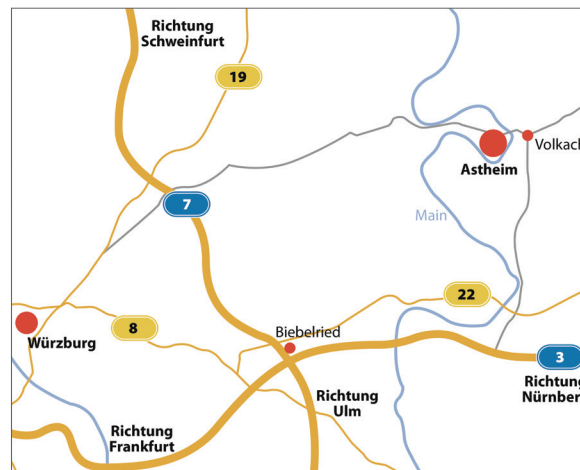 Richtung
Schweinfurt
19
Volkach
Astheim
7
Main
22
8
Biebelried
Würzburg
3
Richtung
Ulm
Richtung
Nürnberg
Richtung
Frankfurt